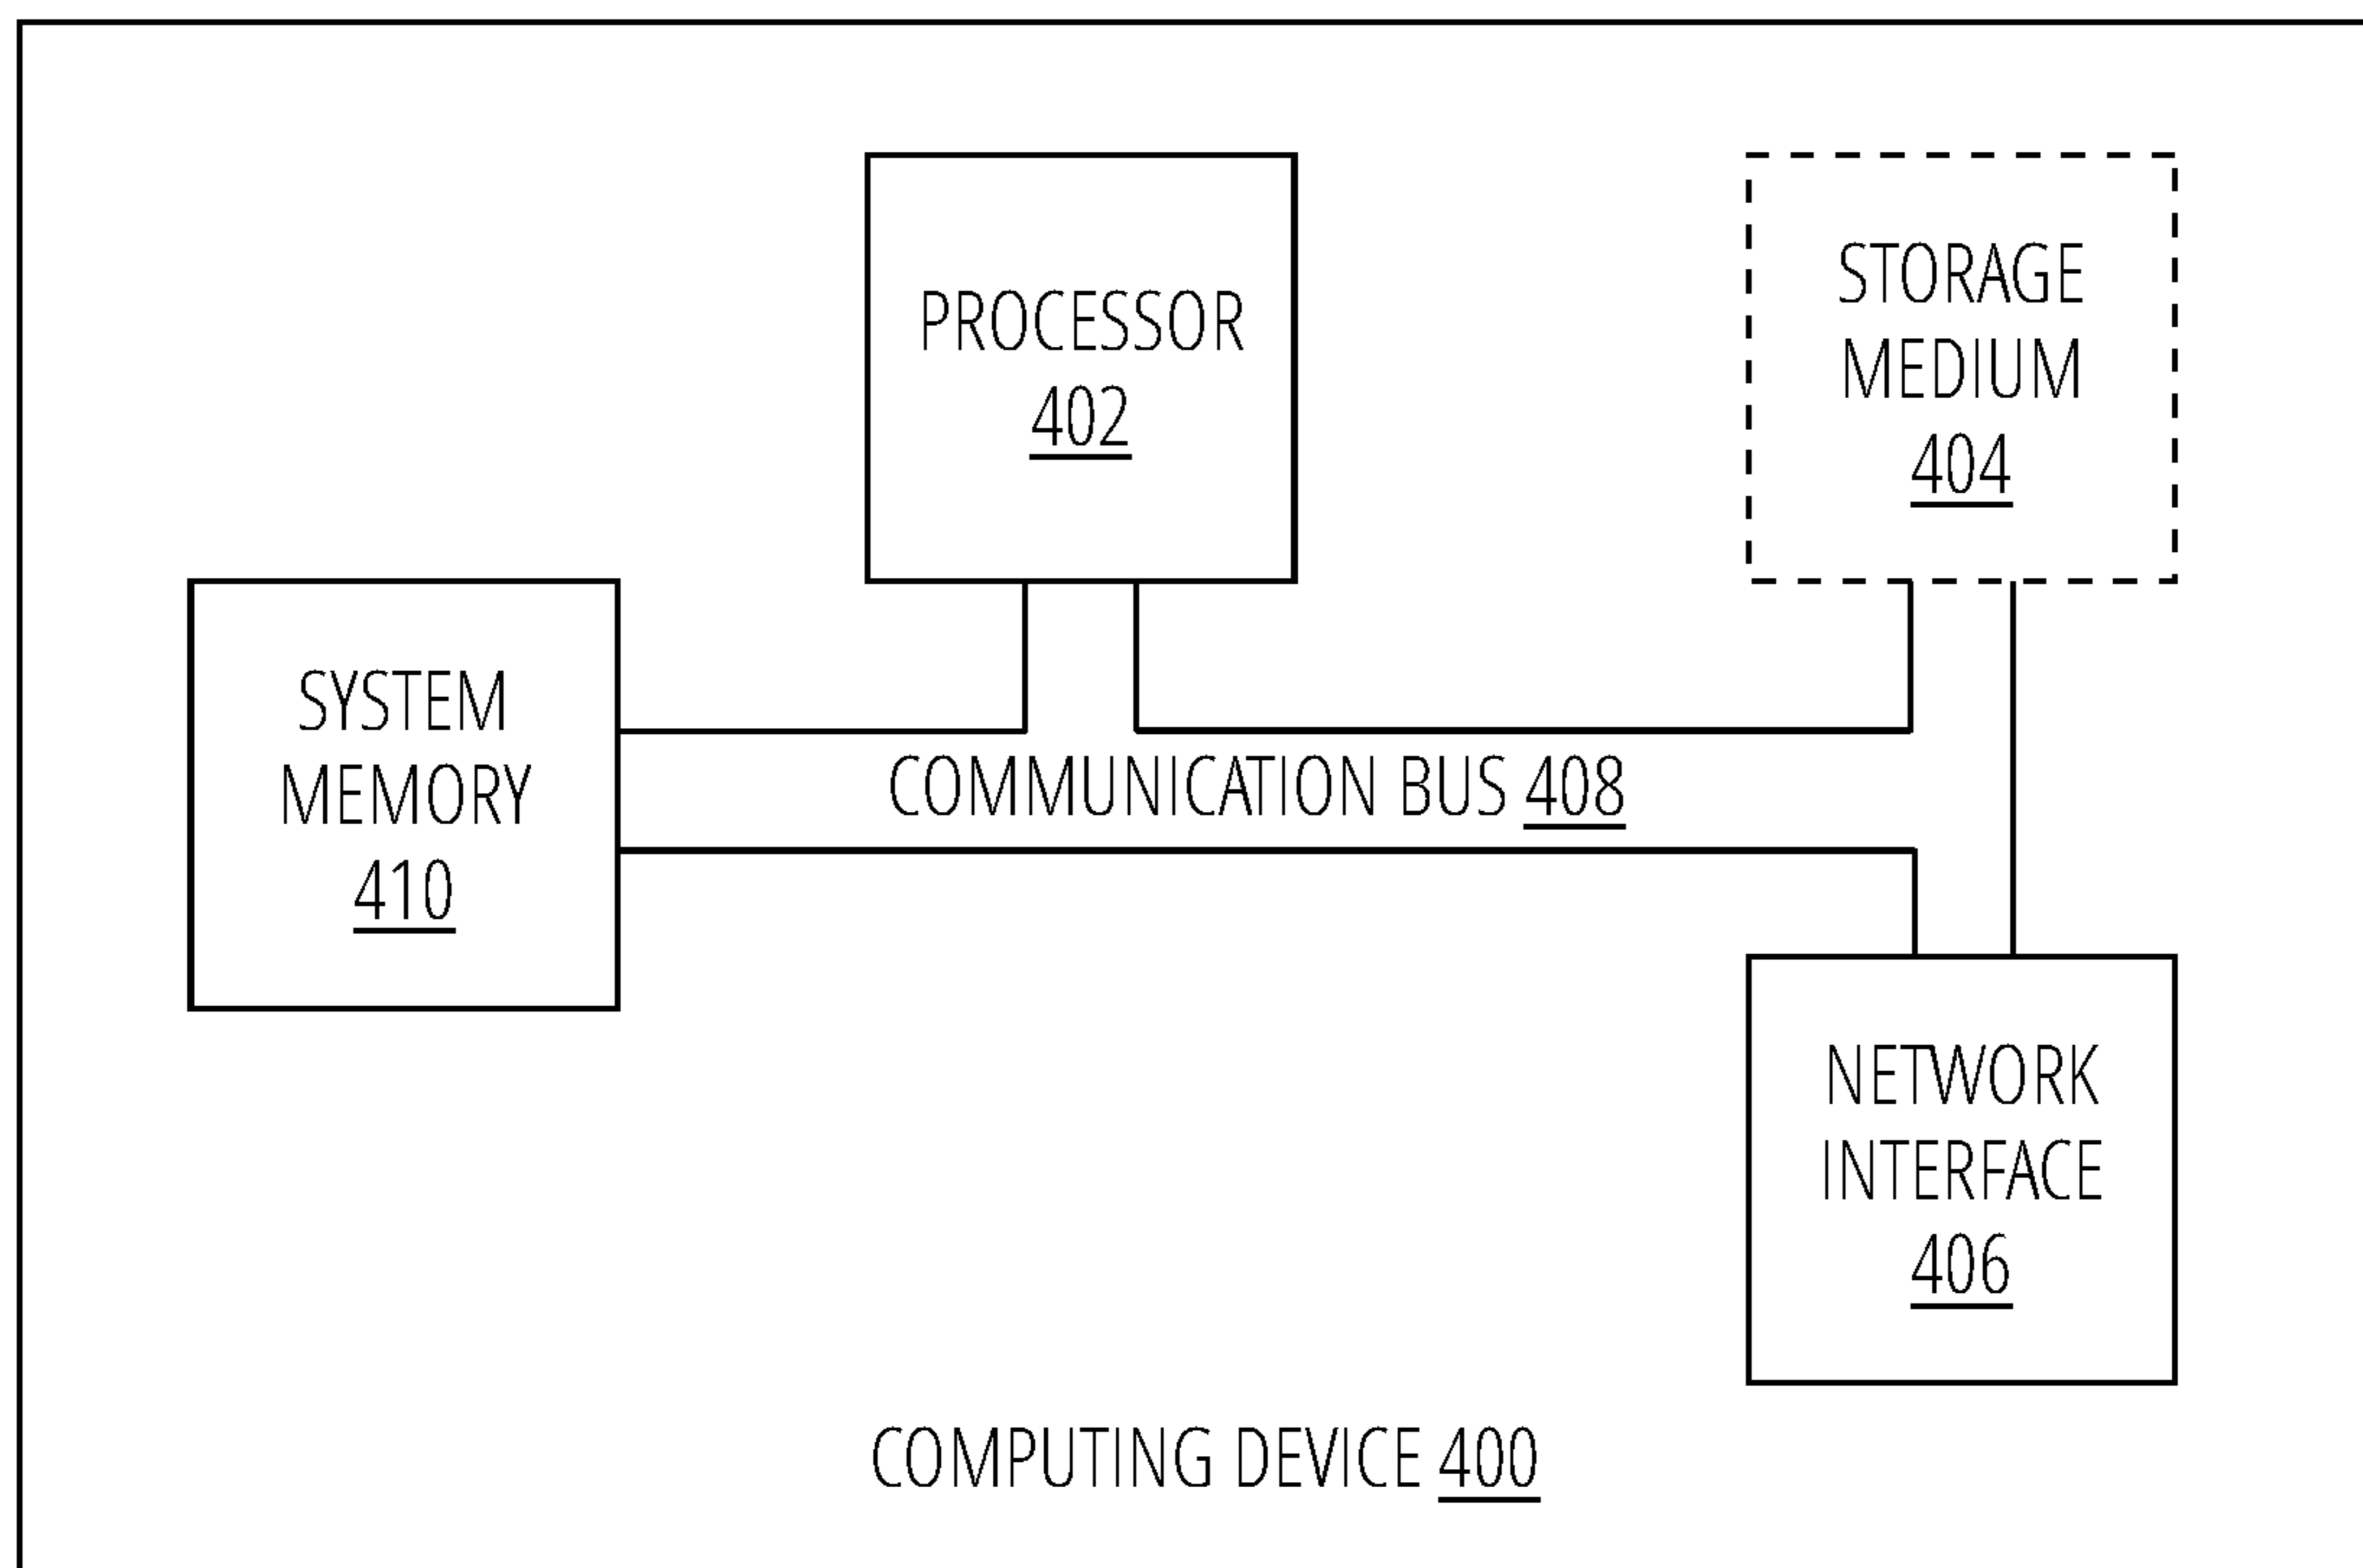 PROCESSOR
402
STORAGE
MEDIUM
404
SYSTEM
MEMORY
410
COMMUNICATION BUS 408
NETWORK
INTERFACE
406
COMPUTING DEVICE 400